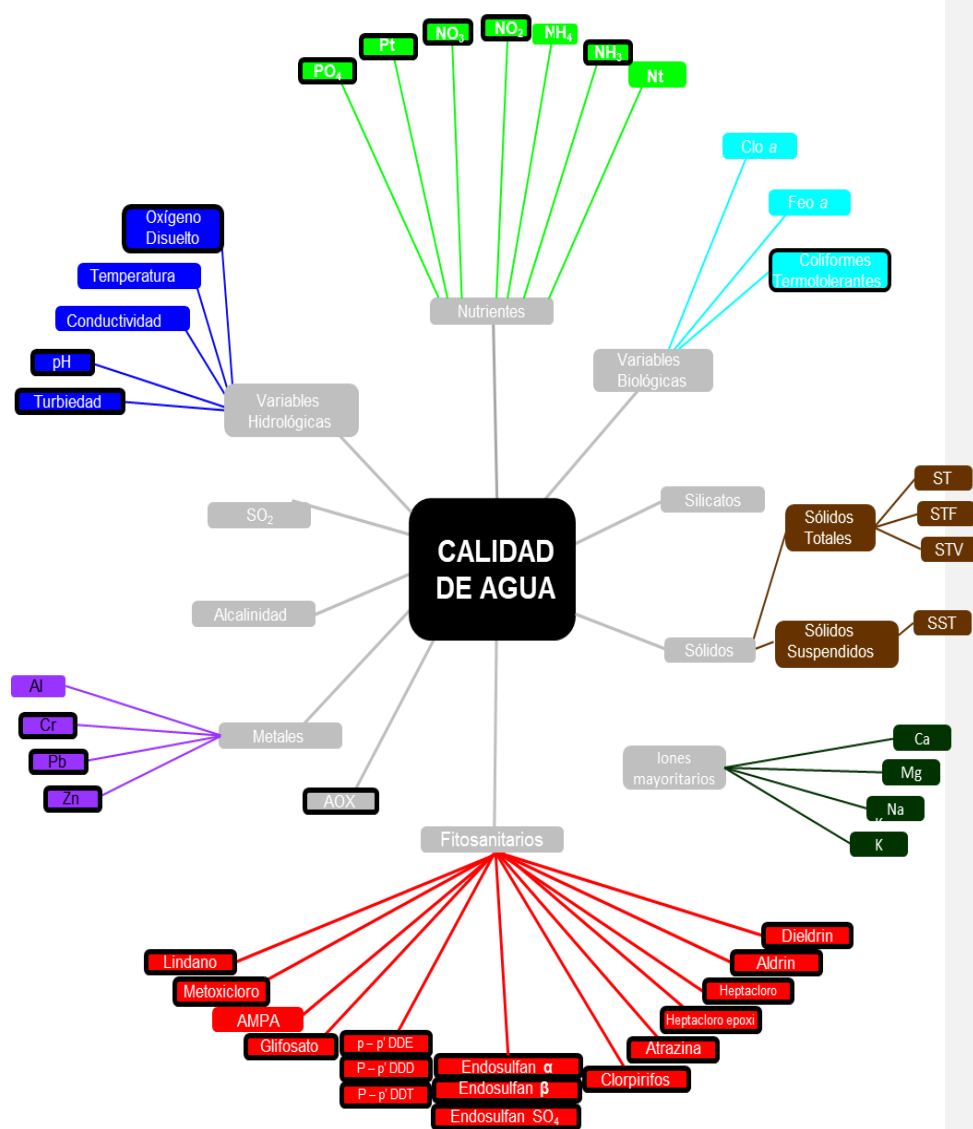 PO₄
Pt
NO₃
NO₂
NH₄
NH₃
Nt
Clo a
Feo a
Coliformes
Termotolerantes
Oxígeno
Disuelto
Temperatura
Conductividad
pH
Turbiedad
Nutrientes
Variables
Biológicas
Variables
Hidrológicas
SO₂
Silicatos
CALIDAD
DE AGUA
Alcalinidad
Sólidos
Sólidos
Totales
ST
STF
STV
Sólidos
Suspendidos
SST
Al
Cr
Pb
Zn
Metales
AOX
Iones
mayoritarios
Ca
Mg
Na
K
Fitosanitarios
Lindano
Metoxicloro
AMPA
Glifosato
p – p' DDE
P – p' DDD
P – p' DDT
Endosulfan α
Endosulfan β
Endosulfan SO₄
Clorpirifos
Atrazina
Heptacloro epoxi
Heptacloro
Aldrin
Dieldrin